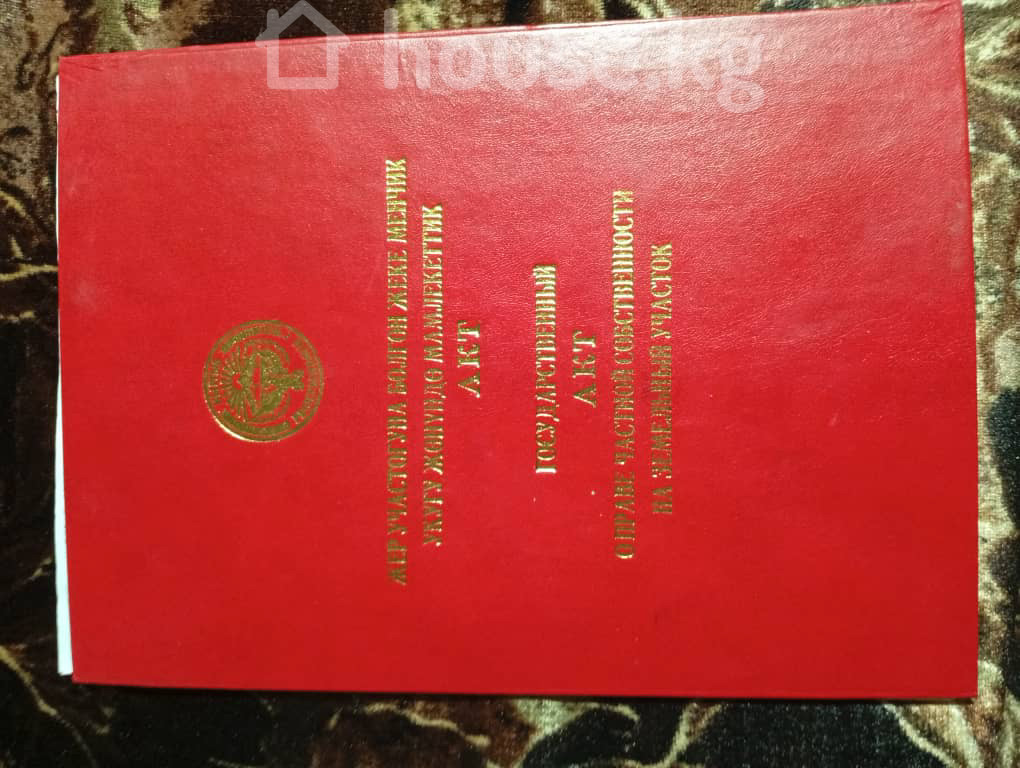 house.kg
ЖЕР УЧАСТОГУНА БОЛГОН ЖЕКЕ МЕНЧИК
УКУГУ ЖӨНҮНДӨ МАМЛЕКЕТТИК
АКТ
ГОСУДАРСТВЕННЫЙ
АКТ
О ПРАВЕ ЧАСТНОЙ СОБСТВЕННОСТИ
НА ЗЕМЕЛЬНЫЙ УЧАСТОК